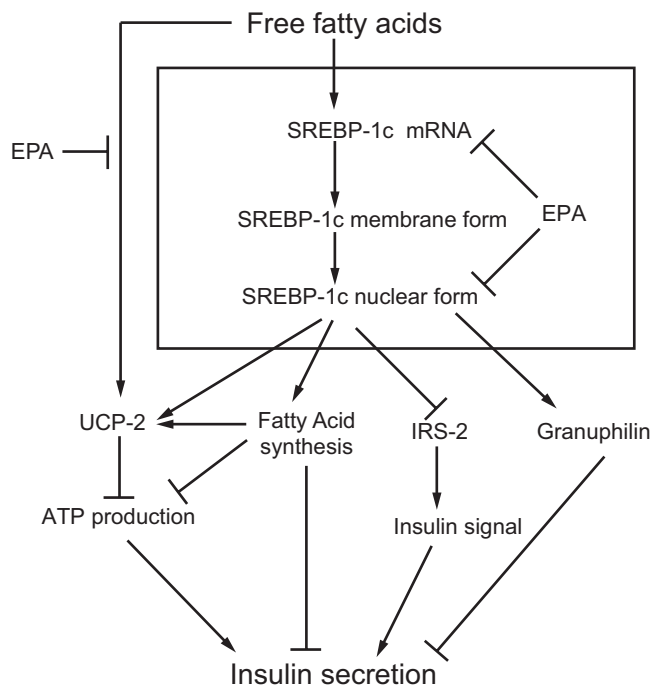 Free fatty acids
SREBP-1c mRNA
EPA
SREBP-1c membrane form
EPA
SREBP-1c nuclear form
UCP-2
Fatty Acid
synthesis
IRS-2
Granuphilin
ATP production
Insulin signal
Insulin secretion